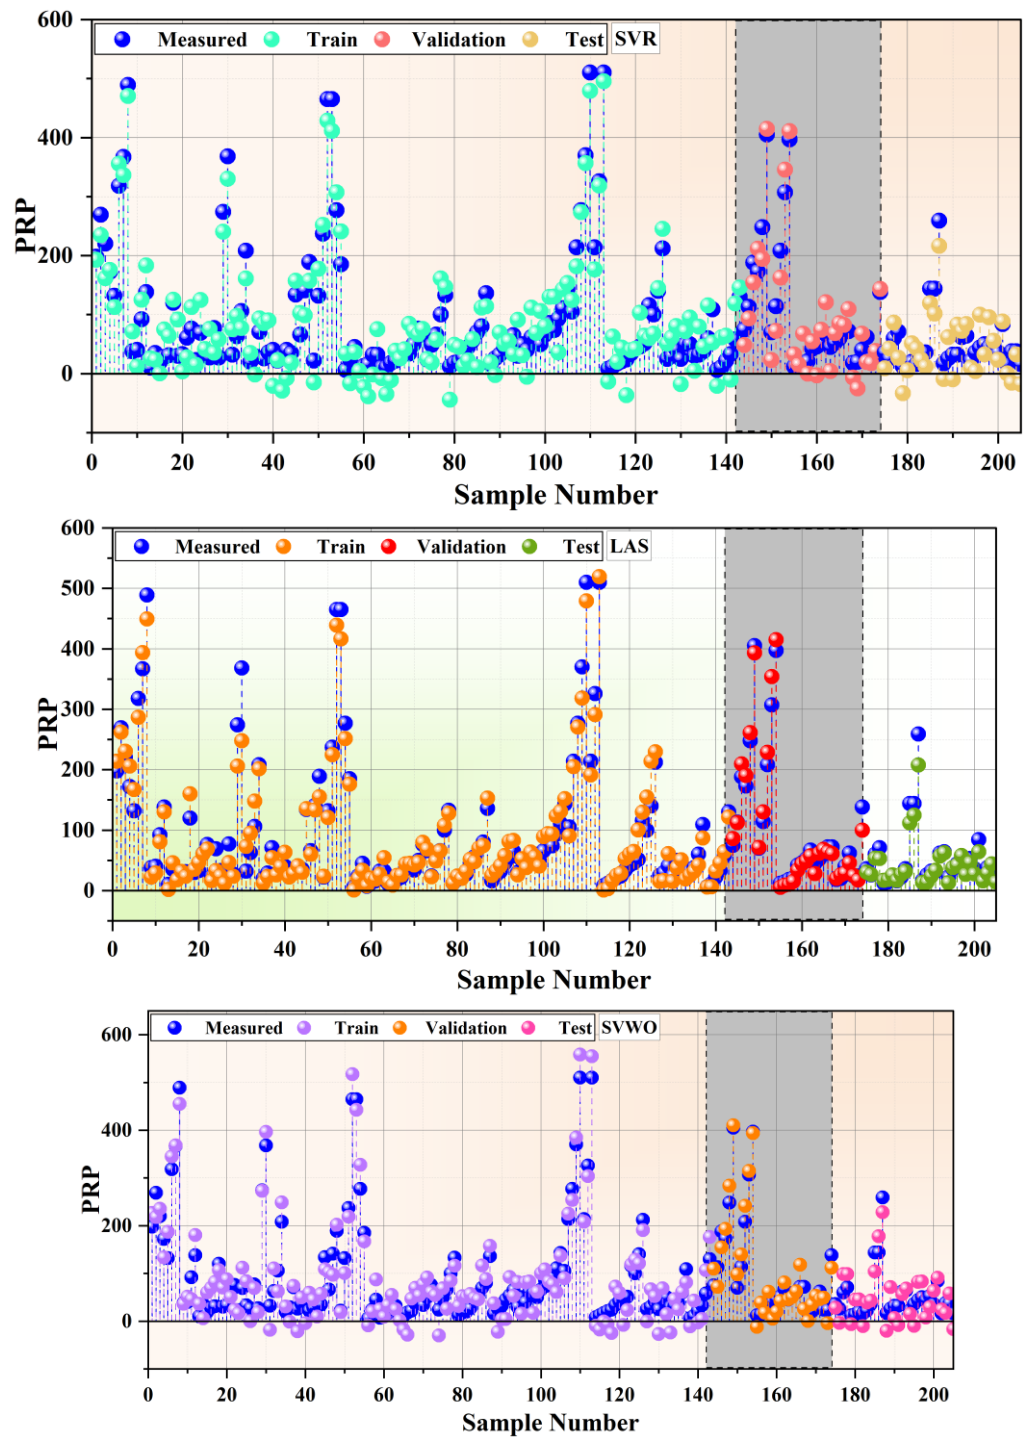 600
Measured Train Validation Test SVR
400
200
0
PRP
0 20 40 60 80 100 120 140 160 180 200
Sample Number
600
Measured Train Validation Test LAS
500
400
300
200
100
0
PRP
0 20 40 60 80 100 120 140 160 180 200
Sample Number
600
Measured Train Validation Test SVWO
400
200
0
PRP
0 20 40 60 80 100 120 140 160 180 200
Sample Number